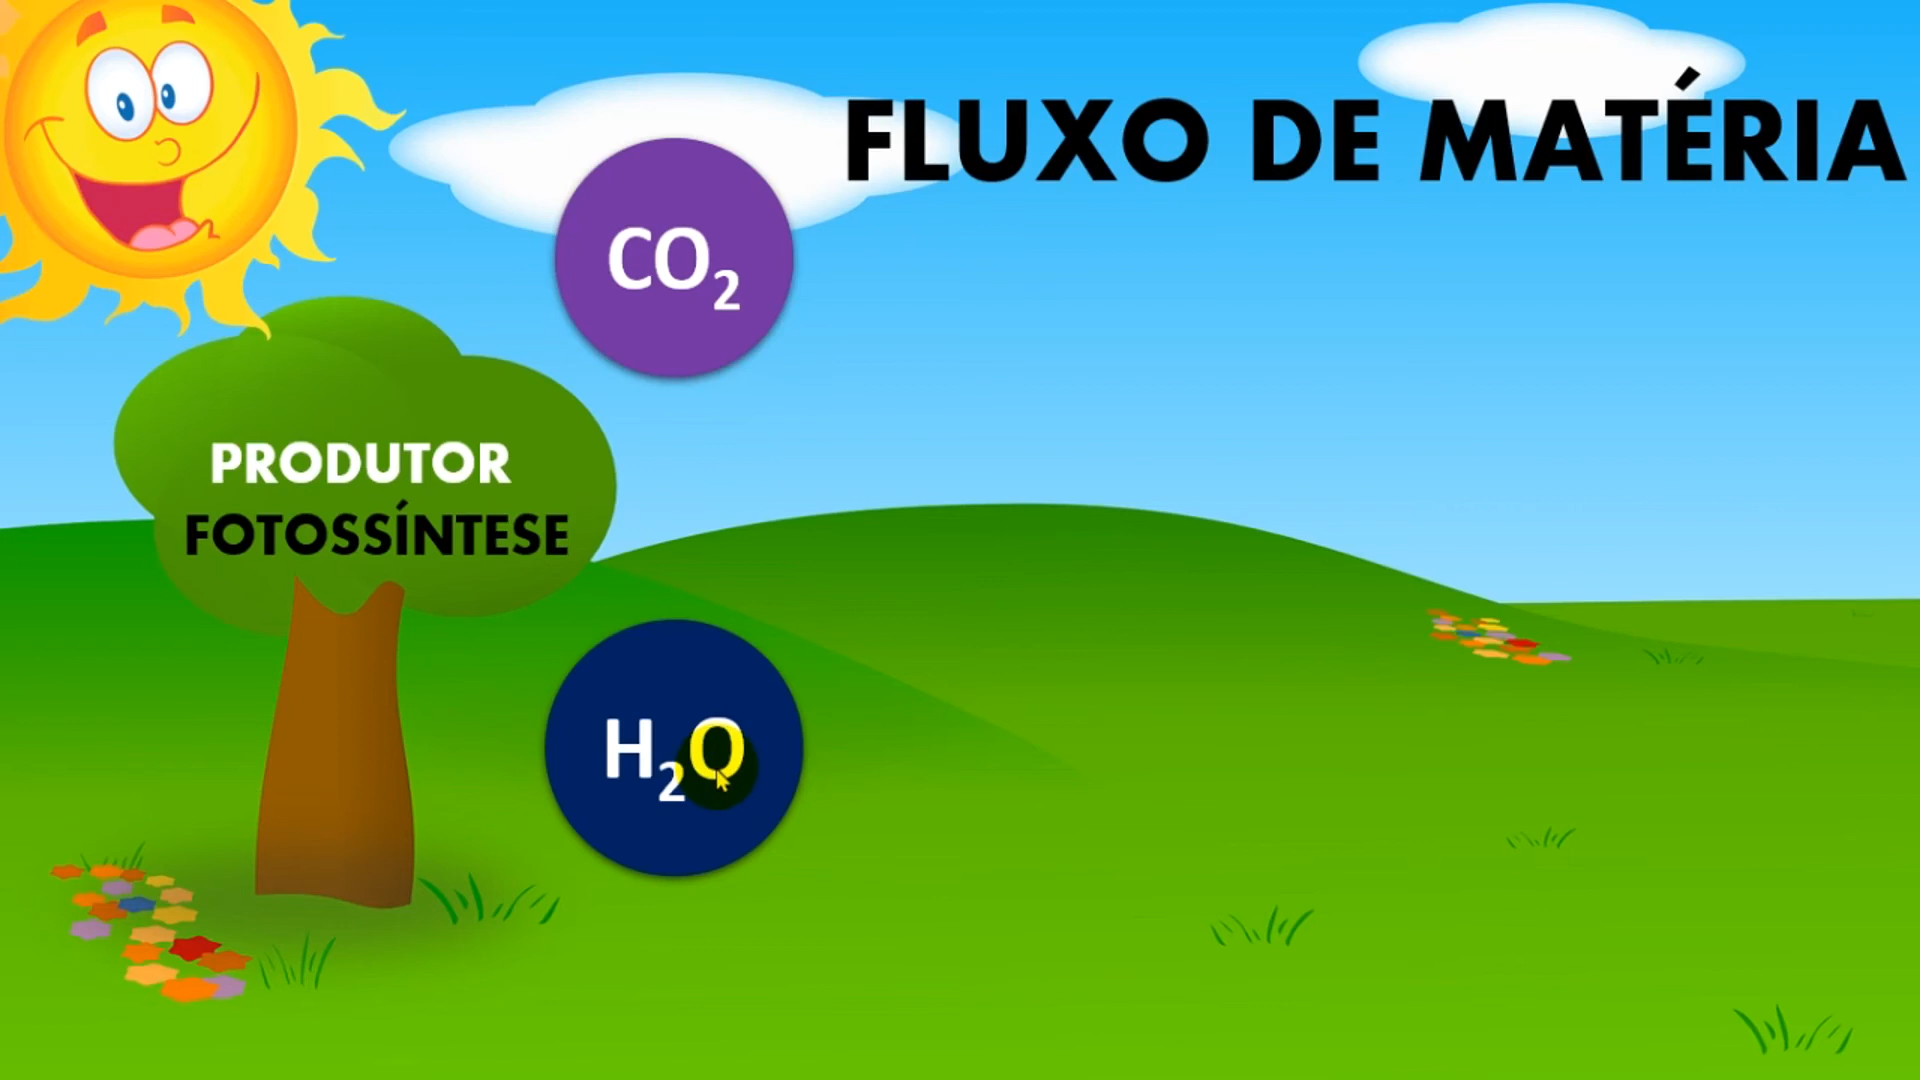 FLUXO DE MATÉRIA
CO₂
PRODUTOR
FOTOSSÍNTESE
H₂O